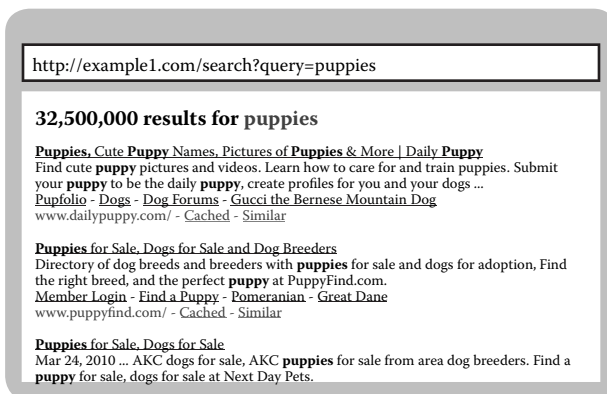 http://example1.com/search?query=puppies
32,500,000 results for puppies
Puppies, Cute Puppy Names, Pictures of Puppies & More | Daily Puppy
Find cute puppy pictures and videos. Learn how to care for and train puppies. Submit
your puppy to be the daily puppy, create profiles for you and your dogs ...
Pupfolio - Dogs - Dog Forums - Gucci the Bernese Mountain Dog
www.dailypuppy.com/ - Cached - Similar
Puppies for Sale, Dogs for Sale and Dog Breeders
Directory of dog breeds and breeders with puppies for sale and dogs for adoption, Find
the right breed, and the perfect puppy at PuppyFind.com.
Member Login - Find a Puppy - Pomeranian - Great Dane
www.puppyfind.com/ - Cached - Similar
Puppies for Sale, Dogs for Sale
Mar 24, 2010 ... AKC dogs for sale, AKC puppies for sale from area dog breeders. Find a
puppy for sale, dogs for sale at Next Day Pets.